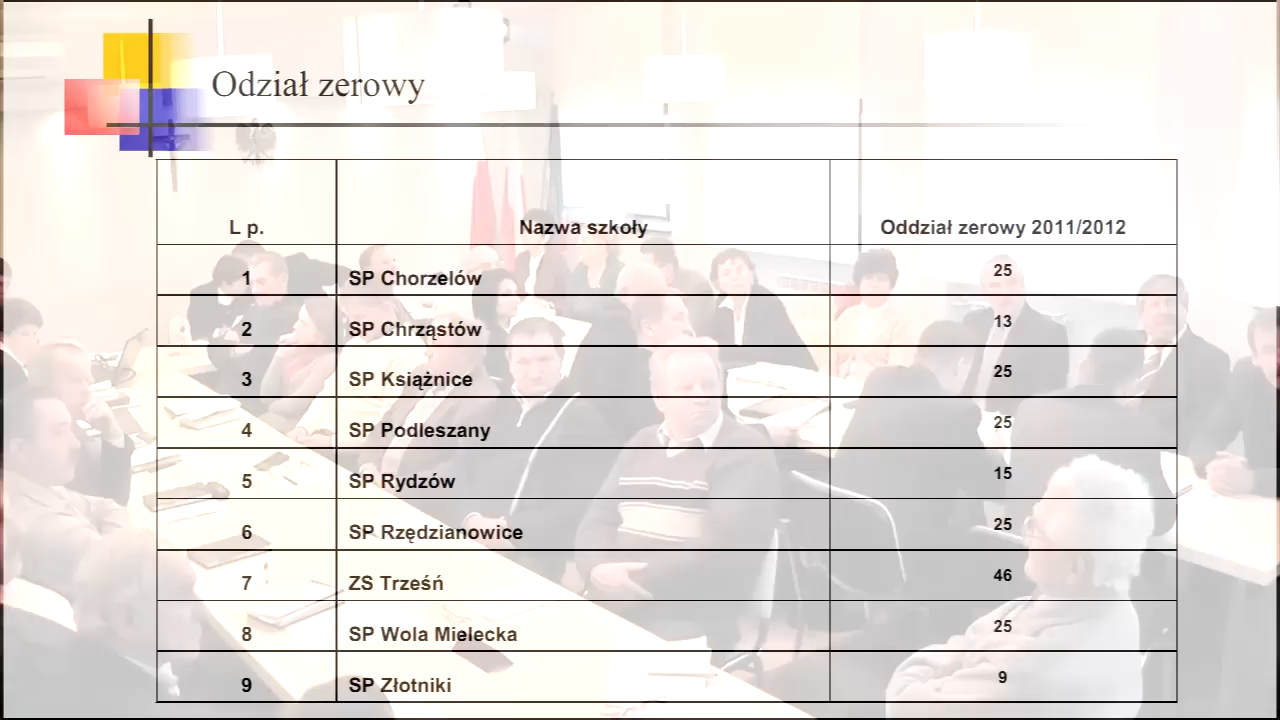 Odział zerowy
L p. Nazwa szkoły Oddział zerowy 2011/2012
1 SP Chorzelów 25
2 SP Chrząstów 13
3 SP Książnice 25
4 SP Podleszany 25
5 SP Rydzów 15
6 SP Rzędzianowice 25
7 ZS Trześń 46
8 SP Wola Mielecka 25
9 SP Złotniki 9